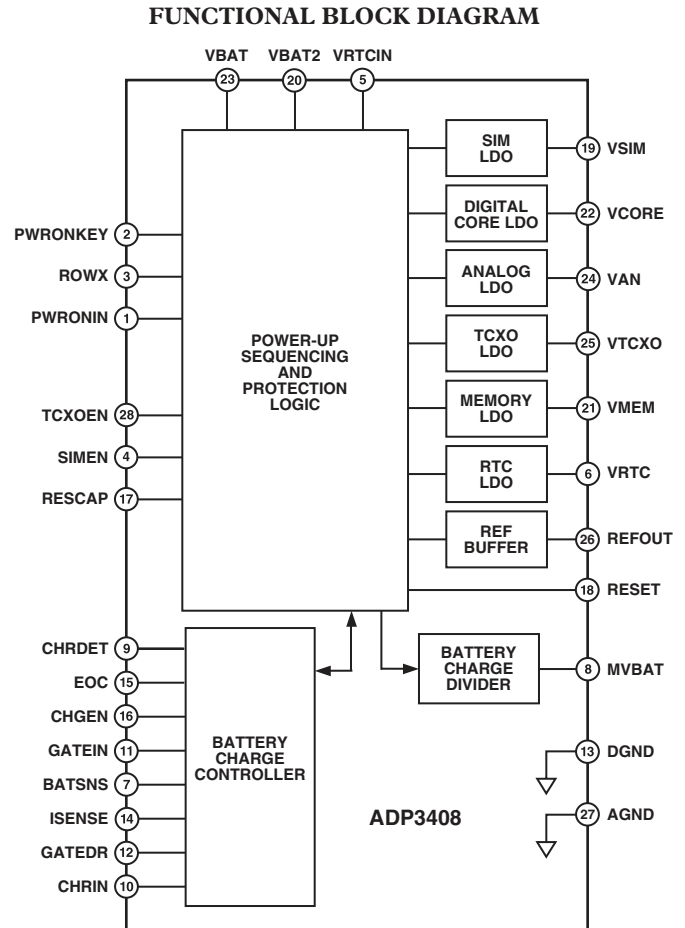 FUNCTIONAL BLOCK DIAGRAM
VBAT VBAT2 VRTCIN
23 20 5
SIM
LDO
19 VSIM
DIGITAL
CORE LDO
22 VCORE
PWRONKEY 2
ROWX 3
PWRONIN 1
ANALOG
LDO
24 VAN
POWER-UP
SEQUENCING
AND
PROTECTION
LOGIC
TCXO
LDO
25 VTCXO
TCXOEN 28
SIMEN 4
RESCAP 17
MEMORY
LDO
21 VMEM
RTC
LDO
6 VRTC
REF
BUFFER
26 REFOUT
18 RESET
CHRDET 9
EOC 15
CHGEN 16
GATEIN 11
BATSNS 7
ISENSE 14
GATEDR 12
CHRIN 10
BATTERY
CHARGE
CONTROLLER
BATTERY
CHARGE
DIVIDER
8 MVBAT
13 DGND
27 AGND
ADP3408